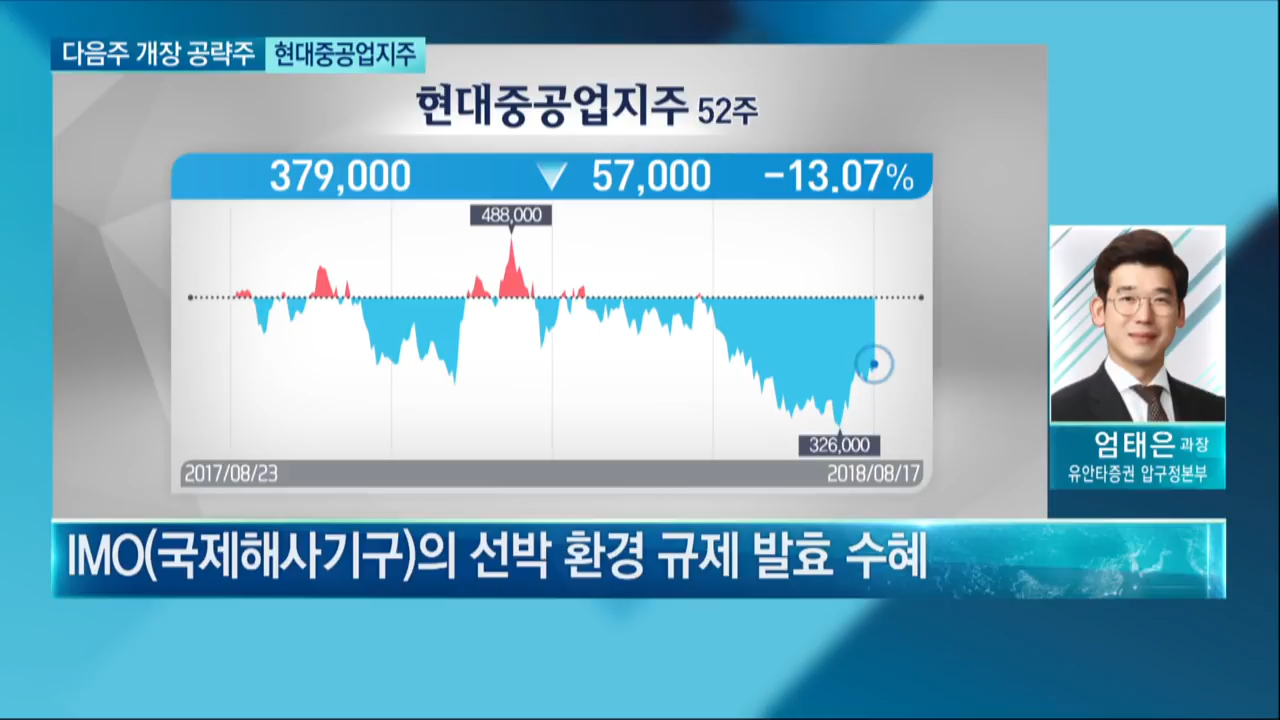 다음주 개장 공략주 현대중공업지주
현대중공업지주 52주
379,000 ▼ 57,000 -13.07%
488,000
326,000
2017/08/23 2018/08/17
엄태은 과장
유안타증권 압구정본부
IMO(국제해사기구)의 선박 환경 규제 발효 수혜